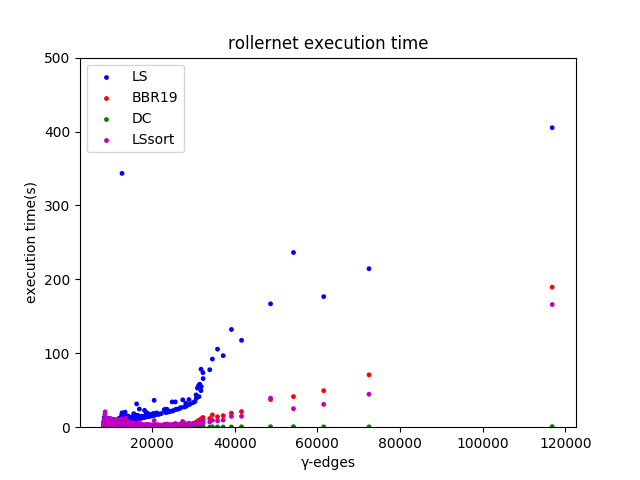 rollernet execution time
500
400
300
200
100
0
execution time(s)
LS
BBR19
DC
LSsort
20000 40000 60000 80000 100000 120000
γ-edges